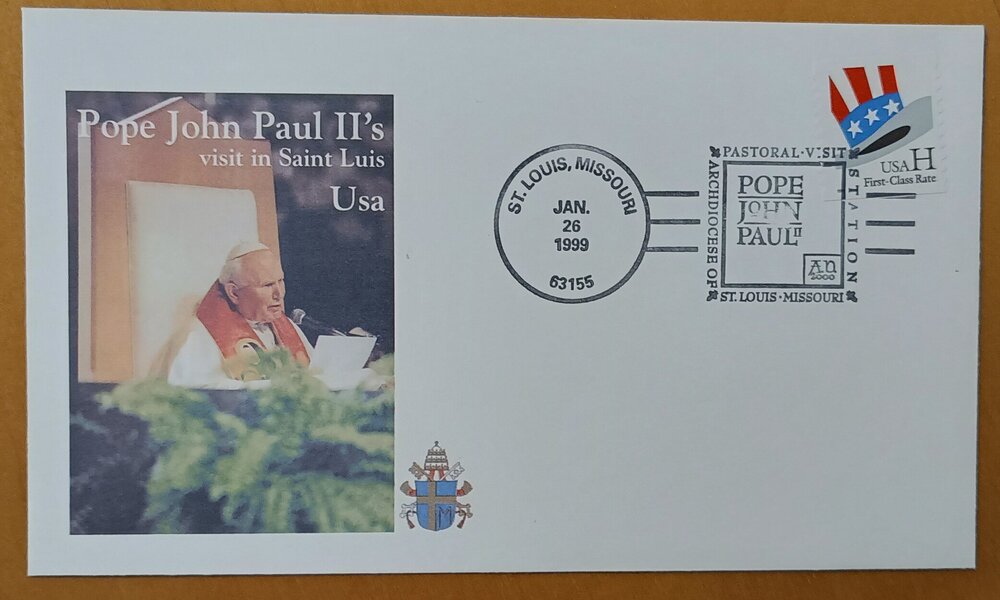 Pope John Paul II's
visit in Saint Luis
Usa
ST. LOUIS, MISSOURI
JAN.
26
1999
63155
PASTORAL·VISIT
STATION
ARCHDIOCESE OF
ST. LOUIS·MISSOURI
POPE
JOHN
PAUL II
A.D.
2000
USA H
First-Class Rate
M